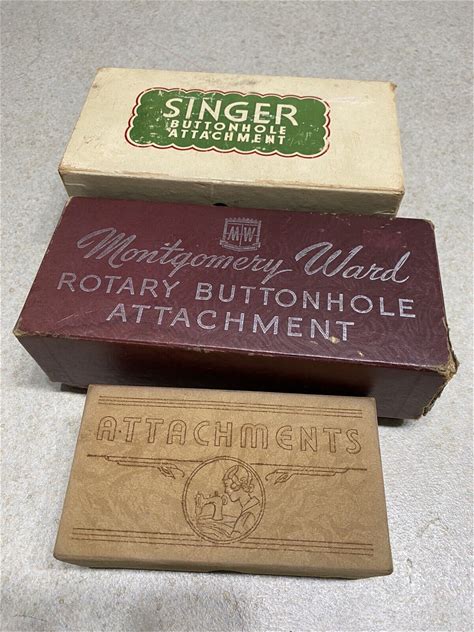 SINGER
BUTTONHOLE
ATTACHMENT
MW
Montgomery Ward
ROTARY BUTTONHOLE
ATTACHMENT
ATTACHMENTS